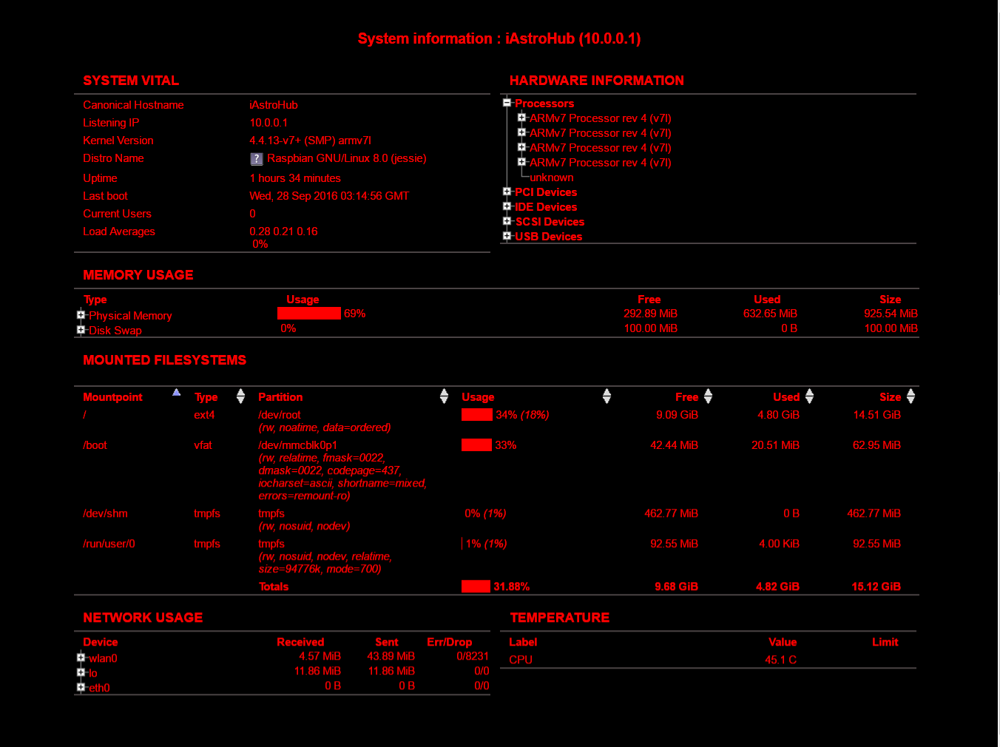 System information : iAstroHub (10.0.0.1)
SYSTEM VITAL
Canonical Hostname iAstroHub
Listening IP 10.0.0.1
Kernel Version 4.4.13-v7+ (SMP) armv7l
Distro Name ? Raspbian GNU/Linux 8.0 (jessie)
Uptime 1 hours 34 minutes
Last boot Wed, 28 Sep 2016 03:14:56 GMT
Current Users 0
Load Averages 0.28 0.21 0.16
0%
HARDWARE INFORMATION
Processors
ARMv7 Processor rev 4 (v7l)
ARMv7 Processor rev 4 (v7l)
ARMv7 Processor rev 4 (v7l)
ARMv7 Processor rev 4 (v7l)
unknown
PCI Devices
IDE Devices
SCSI Devices
USB Devices
MEMORY USAGE
Type Usage Free Used Size
Physical Memory 69% 292.89 MiB 632.65 MiB 925.54 MiB
Disk Swap 0% 100.00 MiB 0 B 100.00 MiB
MOUNTED FILESYSTEMS
Mountpoint Type Partition Usage Free Used Size
/ ext4 /dev/root 34% (18%) 9.09 GiB 4.80 GiB 14.51 GiB
(rw, noatime, data=ordered)
/boot vfat /dev/mmcblk0p1 33% 42.44 MiB 20.51 MiB 62.95 MiB
(rw, relatime, fmask=0022,
dmask=0022, codepage=437,
iocharset=ascii, shortname=mixed,
errors=remount-ro)
/dev/shm tmpfs tmpfs 0% (1%) 462.77 MiB 0 B 462.77 MiB
(rw, nosuid, nodev)
/run/user/0 tmpfs tmpfs 1% (1%) 92.55 MiB 4.00 KiB 92.55 MiB
(rw, nosuid, nodev, relatime,
size=94776k, mode=700)
Totals 31.88% 9.68 GiB 4.82 GiB 15.12 GiB
NETWORK USAGE
Device Received Sent Err/Drop
wlan0 4.57 MiB 43.89 MiB 0/8231
lo 11.86 MiB 11.86 MiB 0/0
eth0 0 B 0 B 0/0
TEMPERATURE
Label Value Limit
CPU 45.1 C